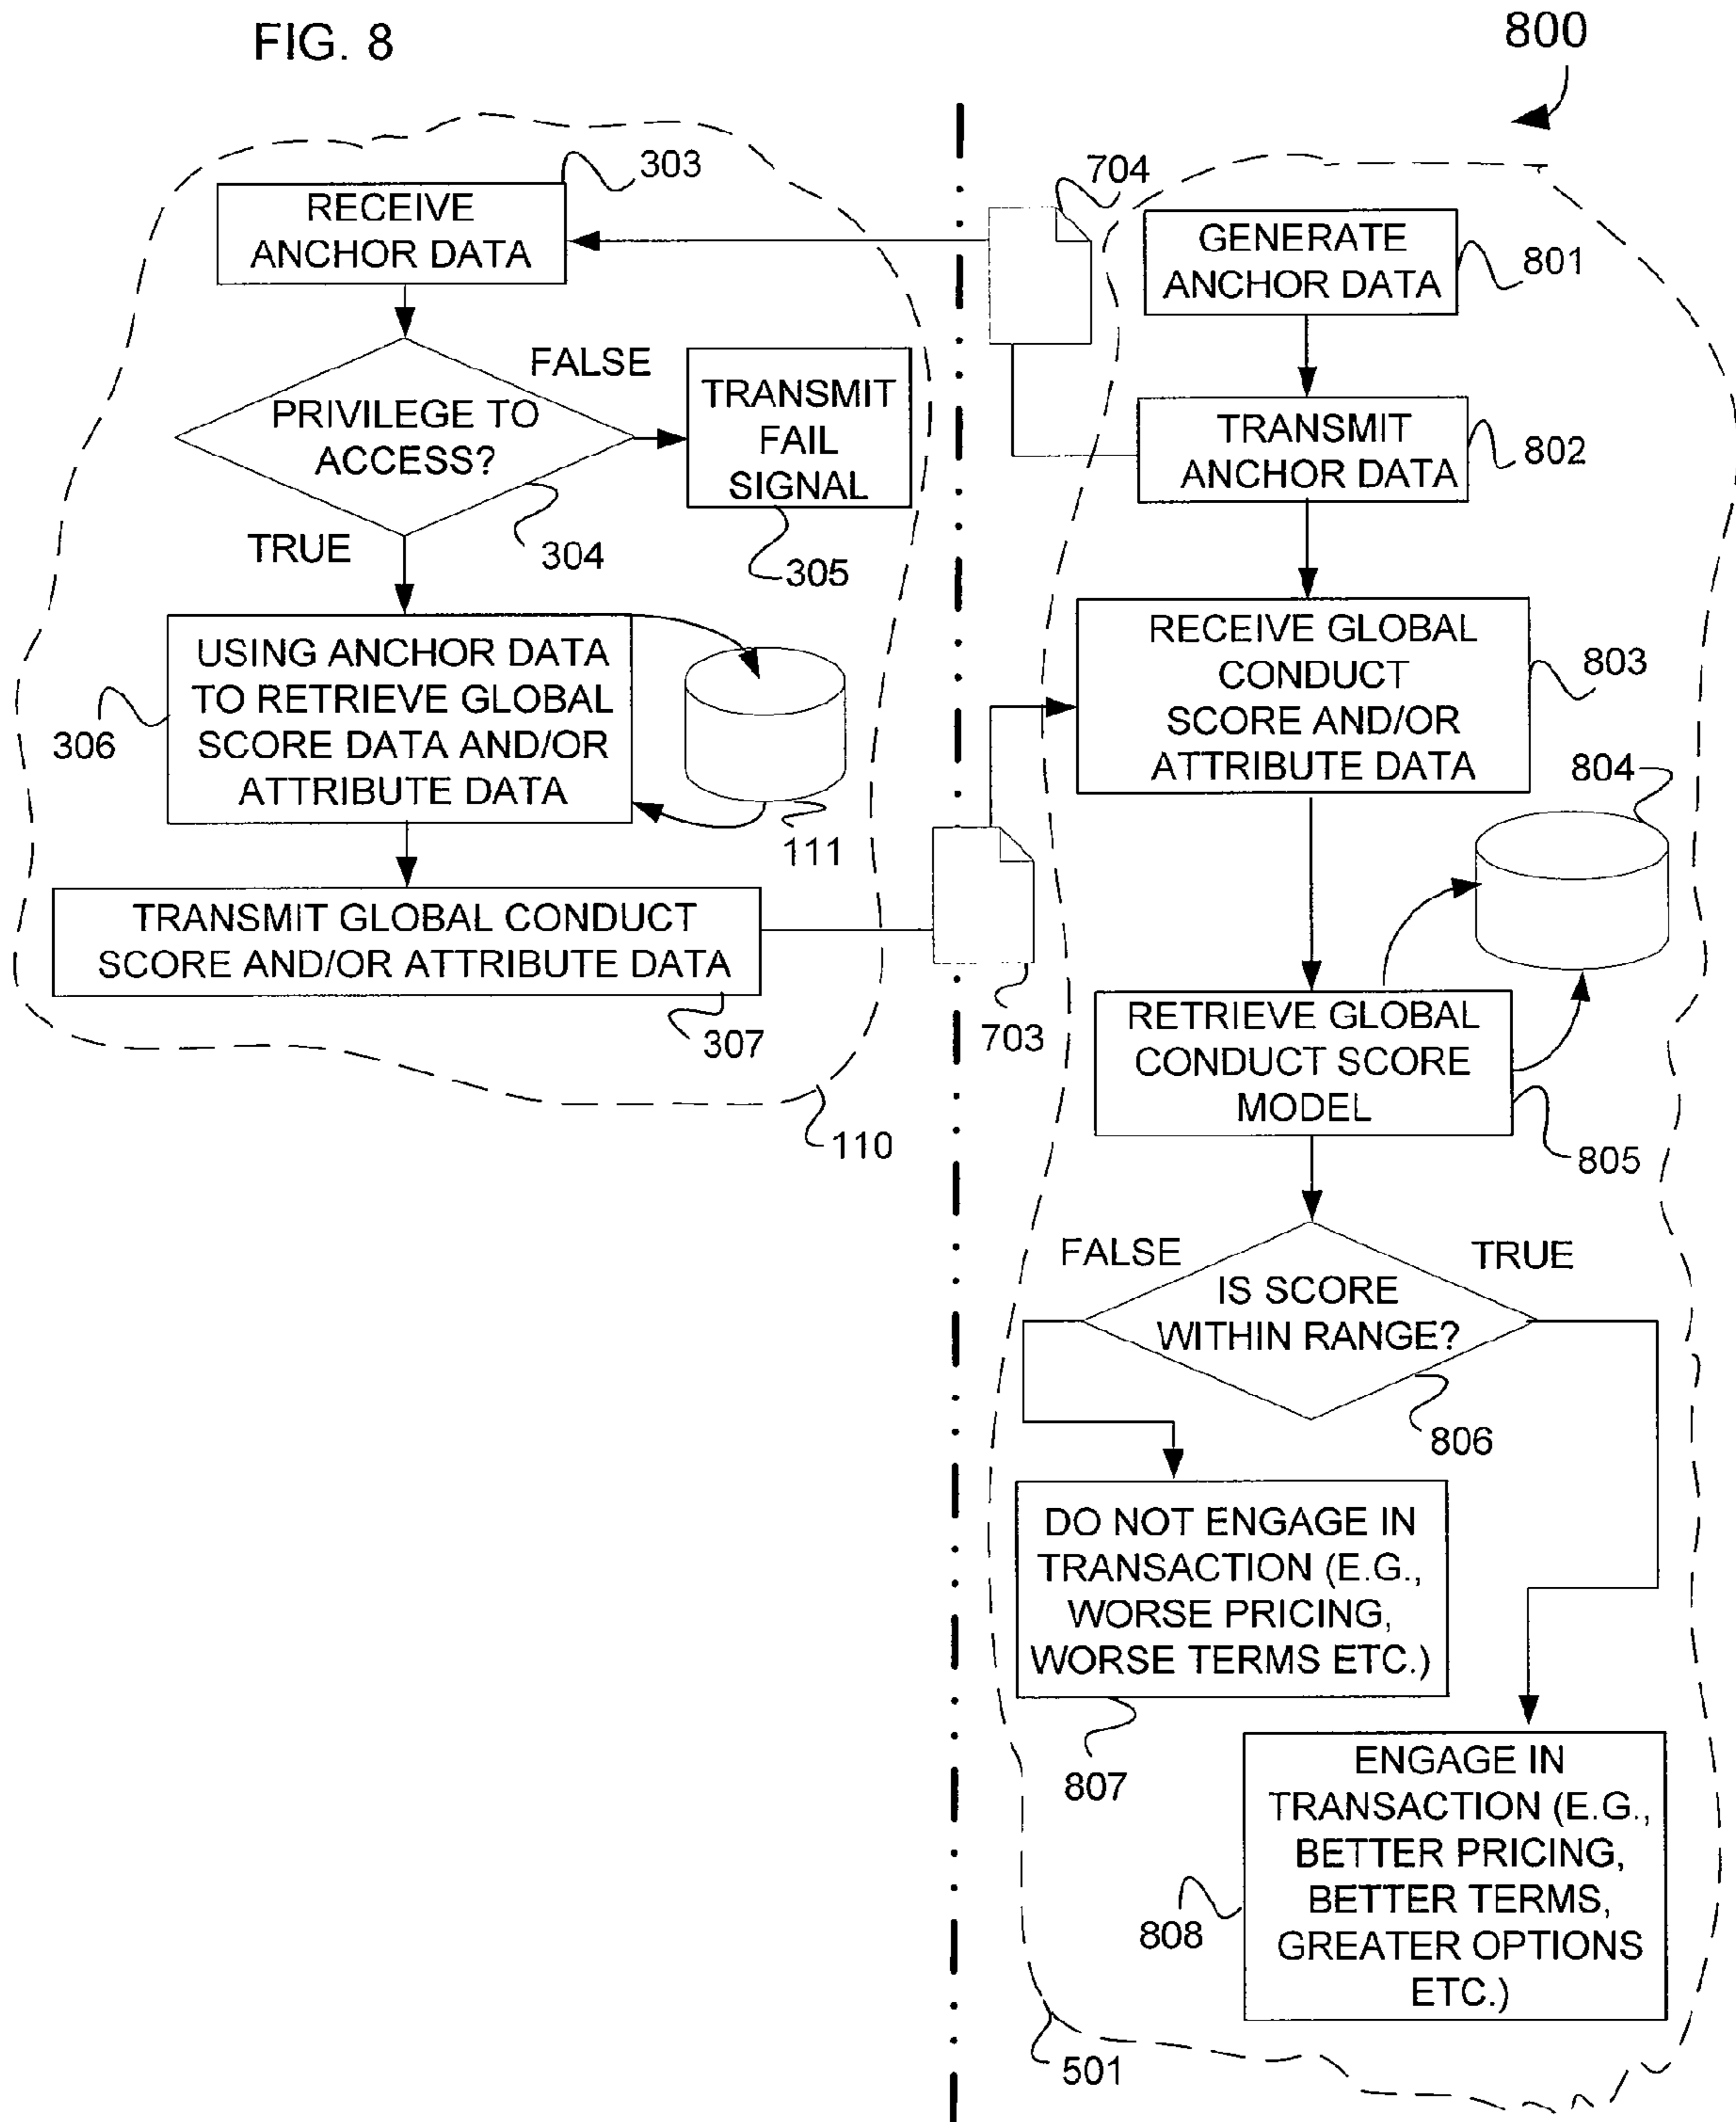 FIG. 8
800
303
RECEIVE
ANCHOR DATA
PRIVILEGE TO
ACCESS?
FALSE
TRUE
304
TRANSMIT
FAIL
SIGNAL
305
USING ANCHOR DATA
TO RETRIEVE GLOBAL
SCORE DATA AND/OR
ATTRIBUTE DATA
306
111
TRANSMIT GLOBAL CONDUCT
SCORE AND/OR ATTRIBUTE DATA
307
110
704
703
GENERATE
ANCHOR DATA
801
TRANSMIT
ANCHOR DATA
802
RECEIVE GLOBAL
CONDUCT
SCORE AND/OR
ATTRIBUTE DATA
803
804
RETRIEVE GLOBAL
CONDUCT SCORE
MODEL
805
FALSE
TRUE
IS SCORE
WITHIN RANGE?
806
DO NOT ENGAGE IN
TRANSACTION (E.G.,
WORSE PRICING,
WORSE TERMS ETC.)
807
ENGAGE IN
TRANSACTION (E.G.,
BETTER PRICING,
BETTER TERMS,
GREATER OPTIONS
ETC.)
808
501